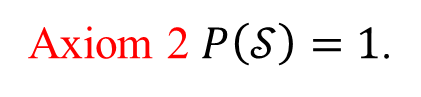 Axiom 2 𝑃(𝒮) = 1.